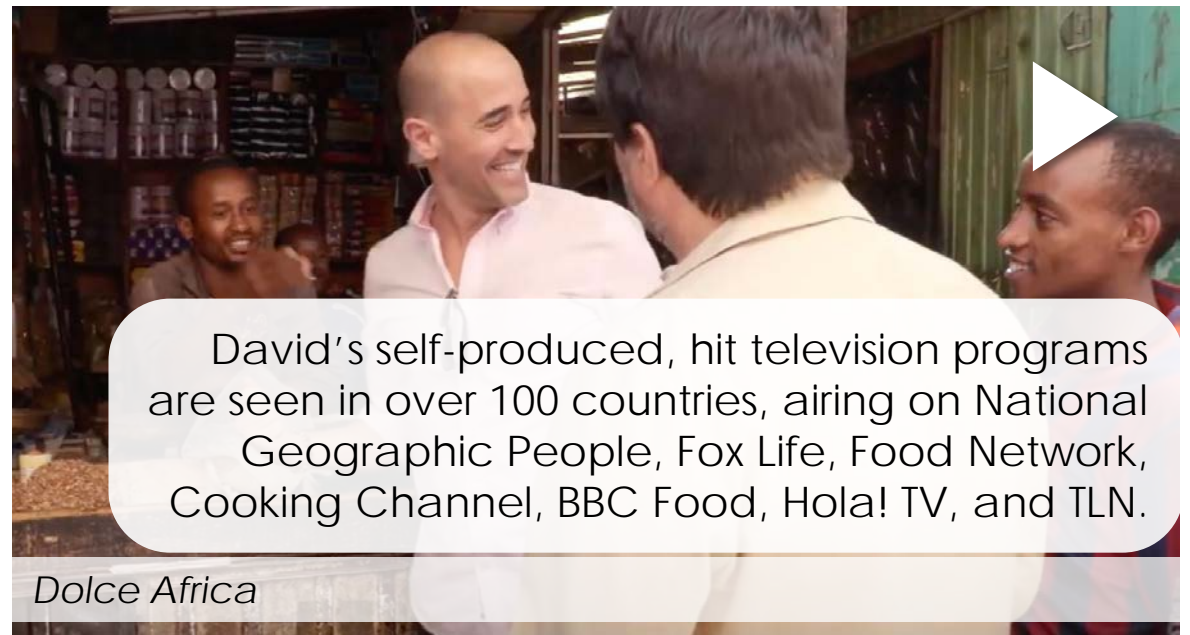 David's self-produced, hit television programs
are seen in over 100 countries, airing on National
Geographic People, Fox Life, Food Network,
Cooking Channel, BBC Food, Hola! TV, and TLN.
Dolce Africa